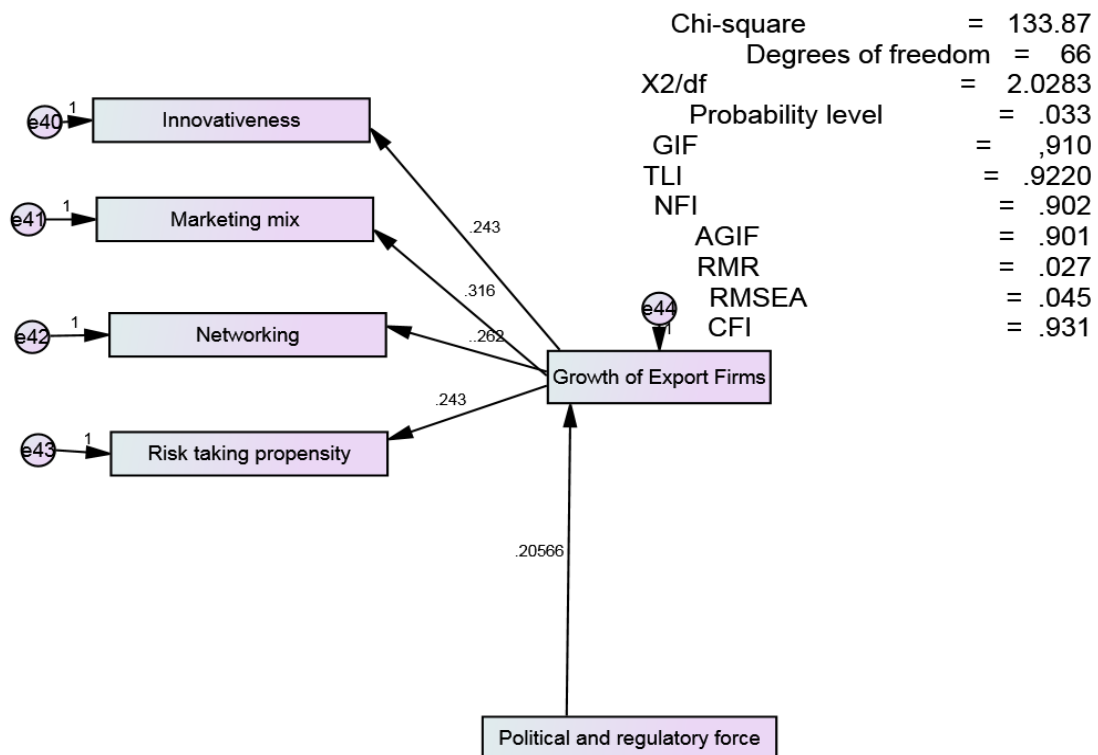 Chi-square = 133.87
Degrees of freedom = 66
X2/df = 2.0283
Probability level = .033
GIF = ,910
TLI = .9220
NFI = .902
AGIF = .901
RMR = .027
RMSEA = .045
CFI = .931
e40
1
Innovativeness
e41
1
Marketing mix
e42
1
Networking
e43
1
Risk taking propensity
.243
.316
..262
.243
e44
1
Growth of Export Firms
.20566
Political and regulatory force